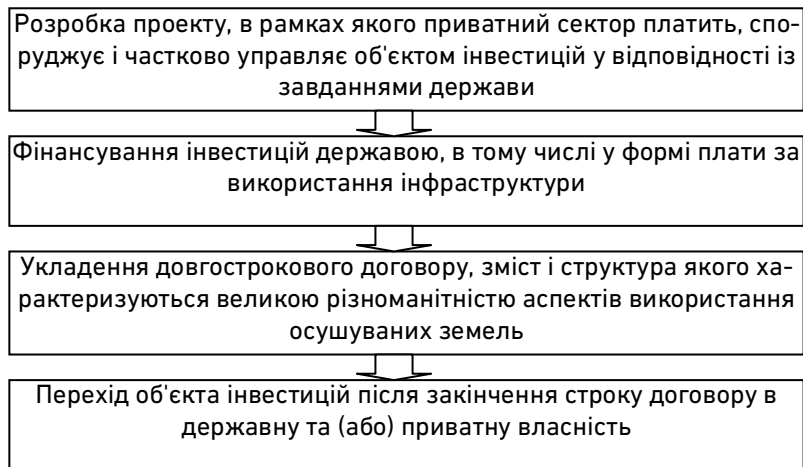 Розробка проекту, в рамках якого приватний сектор платить, спо-
руджує і частково управляє об'єктом інвестицій у відповідності із
завданнями держави
Фінансування інвестицій державою, в тому числі у формі плати за
використання інфраструктури
Укладення довгострокового договору, зміст і структура якого ха-
рактеризуються великою різноманітністю аспектів використання
осушуваних земель
Перехід об'єкта інвестицій після закінчення строку договору в
державну та (або) приватну власність